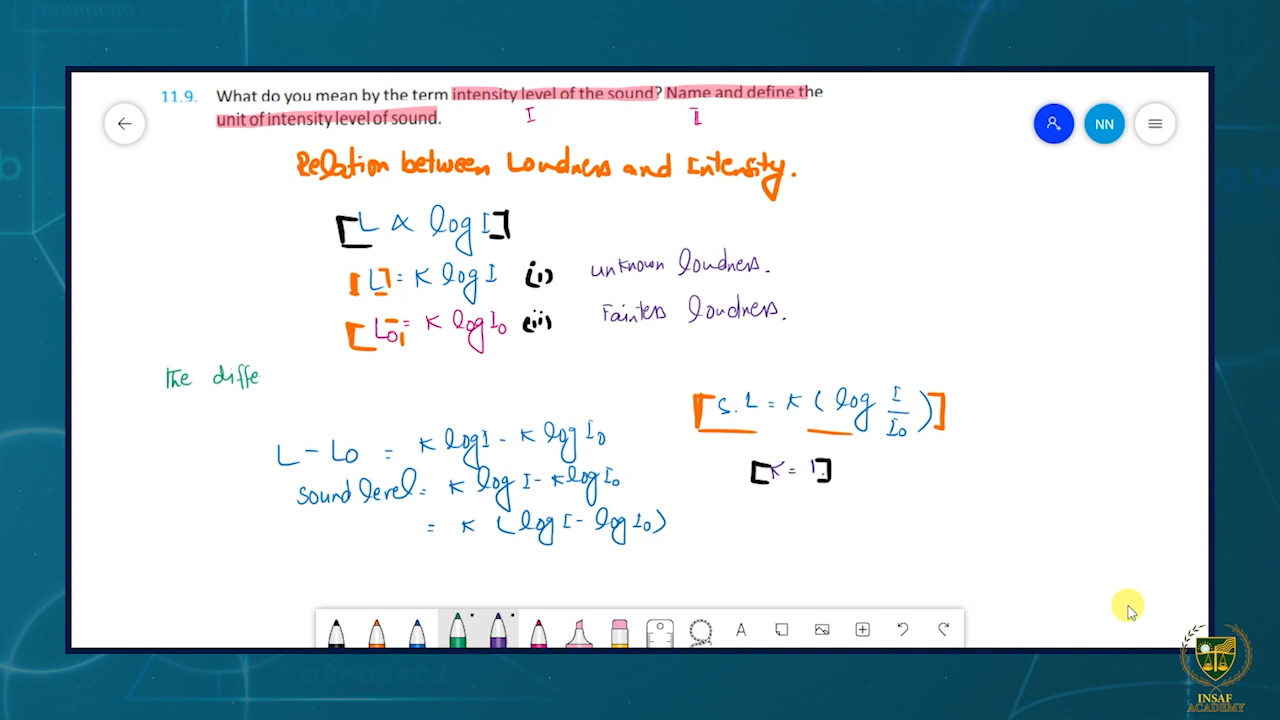 11.9. What do you mean by the term intensity level of the sound? Name and define the
unit of intensity level of sound.
I I
NN
Relation between Loudness and Intensity.
[L ∝ log I]
[L] = K log I (i) unknown loudness.
[L0] = K log I0 (ii) Faintess loudness.
The diffe
[S.L = K (log I/I0)]
L - L0 = K log I - K log I0
[K = 1.]
Sound level = K log I - K log I0
= K (log I - log I0)
A
INSAF
ACADEMY